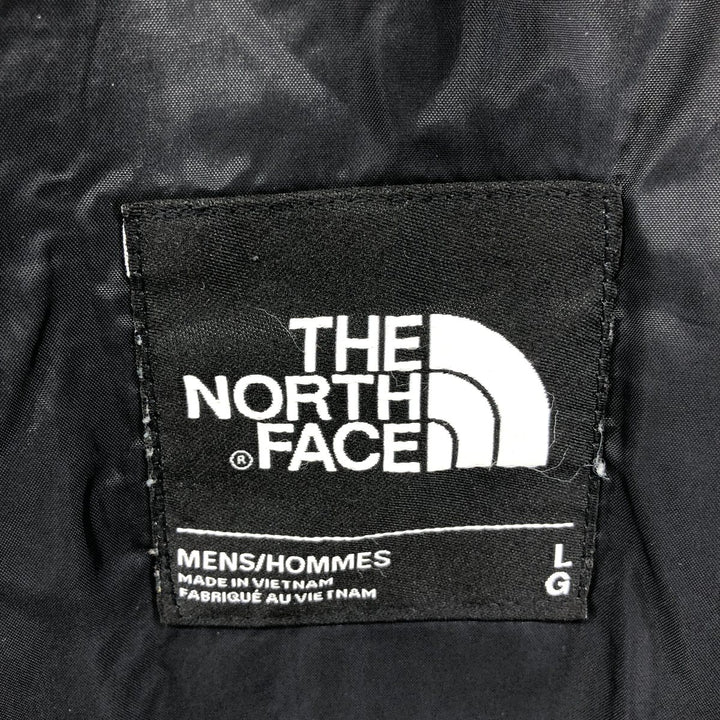 THE
NORTH
® FACE
MENS/HOMMES L
MADE IN VIETNAM G
FABRIQUÉ AU VIETNAM